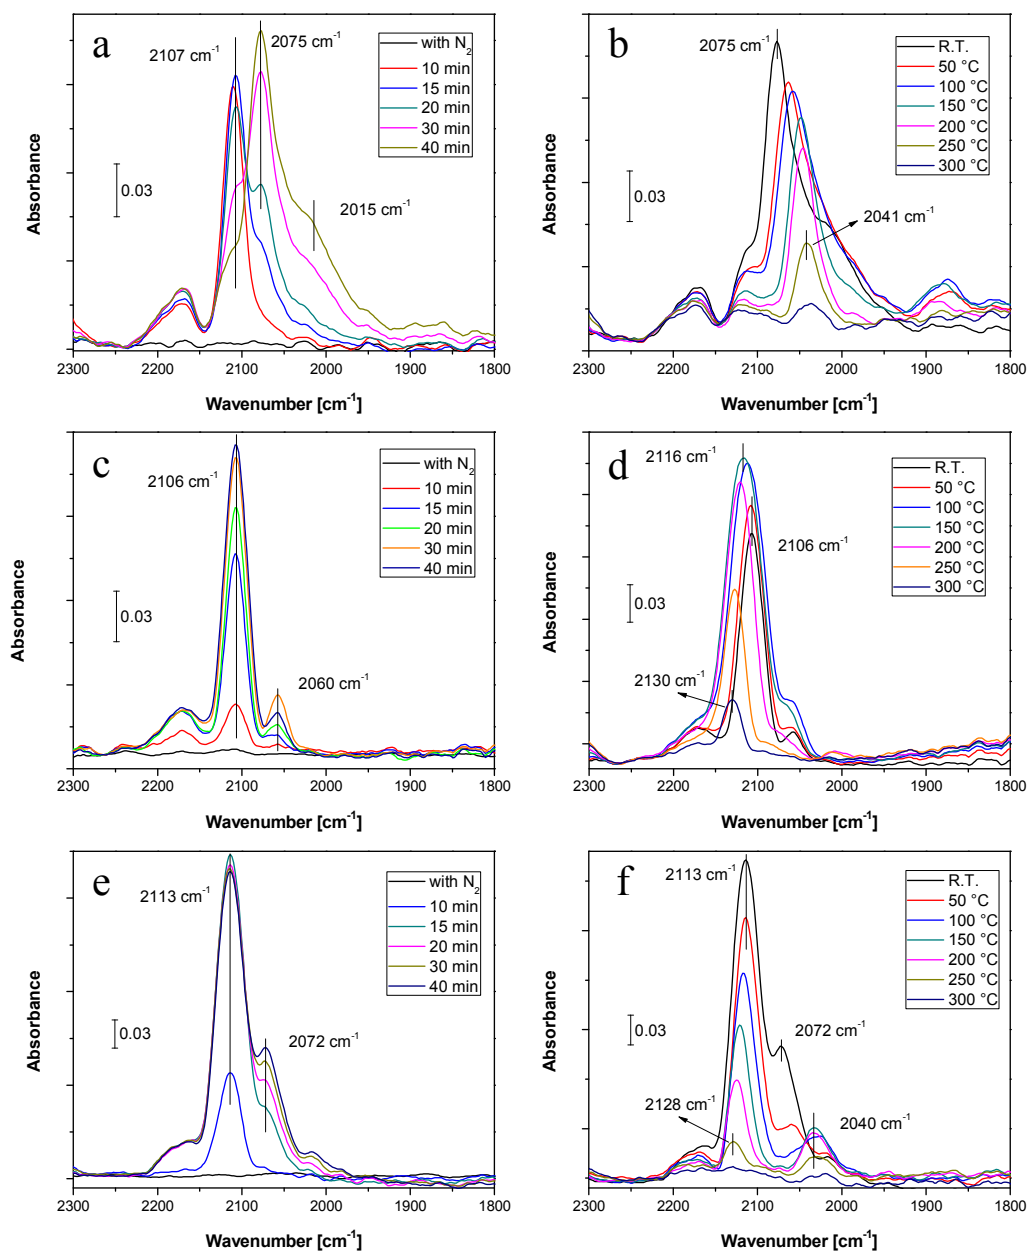 a
2107 cm-1
2075 cm-1
2015 cm-1
0.03
with N2
10 min
15 min
20 min
30 min
40 min
Absorbance
2300 2200 2100 2000 1900 1800
Wavenumber [cm-1]
b
2075 cm-1
2041 cm-1
0.03
R.T.
50 °C
100 °C
150 °C
200 °C
250 °C
300 °C
Absorbance
2300 2200 2100 2000 1900 1800
Wavenumber [cm-1]
c
2106 cm-1
2060 cm-1
0.03
with N2
10 min
15 min
20 min
30 min
40 min
Absorbance
2300 2200 2100 2000 1900 1800
Wavenumber [cm-1]
d
2116 cm-1
2106 cm-1
2130 cm-1
0.03
R.T.
50 °C
100 °C
150 °C
200 °C
250 °C
300 °C
Absorbance
2300 2200 2100 2000 1900 1800
Wavenumber [cm-1]
e
2113 cm-1
2072 cm-1
0.03
with N2
10 min
15 min
20 min
30 min
40 min
Absorbance
2300 2200 2100 2000 1900 1800
Wavenumber [cm-1]
f
2113 cm-1
2072 cm-1
2128 cm-1
2040 cm-1
0.03
R.T.
50 °C
100 °C
150 °C
200 °C
250 °C
300 °C
Absorbance
2300 2200 2100 2000 1900 1800
Wavenumber [cm-1]